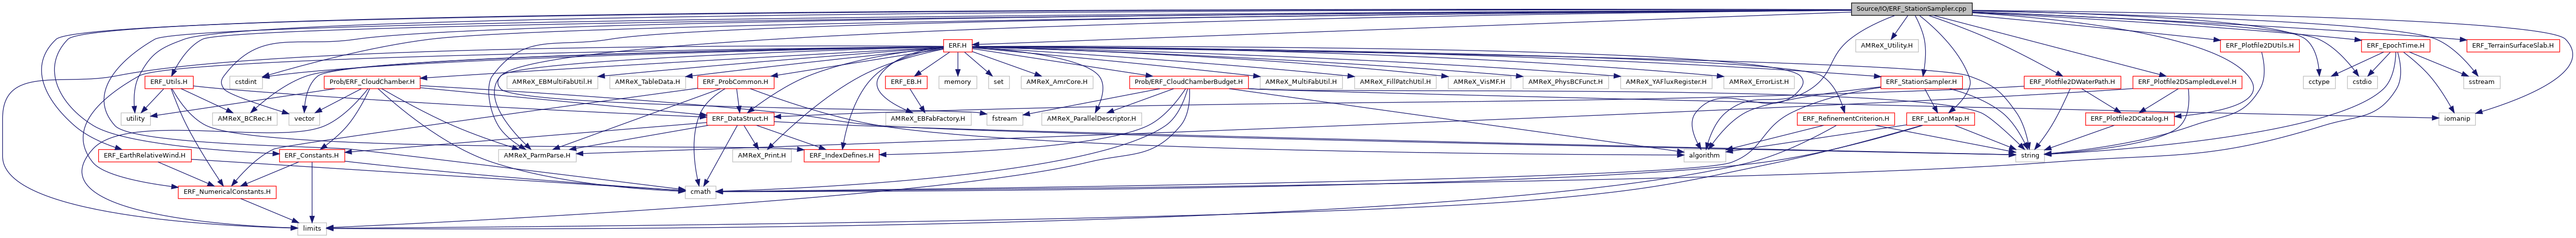 Source/IO/ERF_StationSampler.cpp
ERF.H
AMReX_Utility.H
ERF_Plotfile2DUtils.H
ERF_EpochTime.H
ERF_TerrainSurfaceSlab.H
ERF_Utils.H
cstdint
Prob/ERF_CloudChamber.H
AMReX_EBMultiFabUtil.H
AMReX_TableData.H
ERF_ProbCommon.H
ERF_EB.H
memory
set
AMReX_AmrCore.H
Prob/ERF_CloudChamberBudget.H
AMReX_MultiFabUtil.H
AMReX_FillPatchUtil.H
AMReX_VisMF.H
AMReX_PhysBCFunct.H
AMReX_YAFluxRegister.H
AMReX_ErrorList.H
ERF_StationSampler.H
ERF_Plotfile2DWaterPath.H
ERF_Plotfile2DSampledLevel.H
cctype
cstdio
sstream
utility
AMReX_BCRec.H
vector
ERF_DataStruct.H
AMReX_EBFabFactory.H
fstream
AMReX_ParallelDescriptor.H
ERF_RefinementCriterion.H
ERF_LatLonMap.H
ERF_Plotfile2DCatalog.H
iomanip
ERF_EarthRelativeWind.H
ERF_Constants.H
AMReX_ParmParse.H
AMReX_Print.H
ERF_IndexDefines.H
algorithm
string
ERF_NumericalConstants.H
cmath
limits